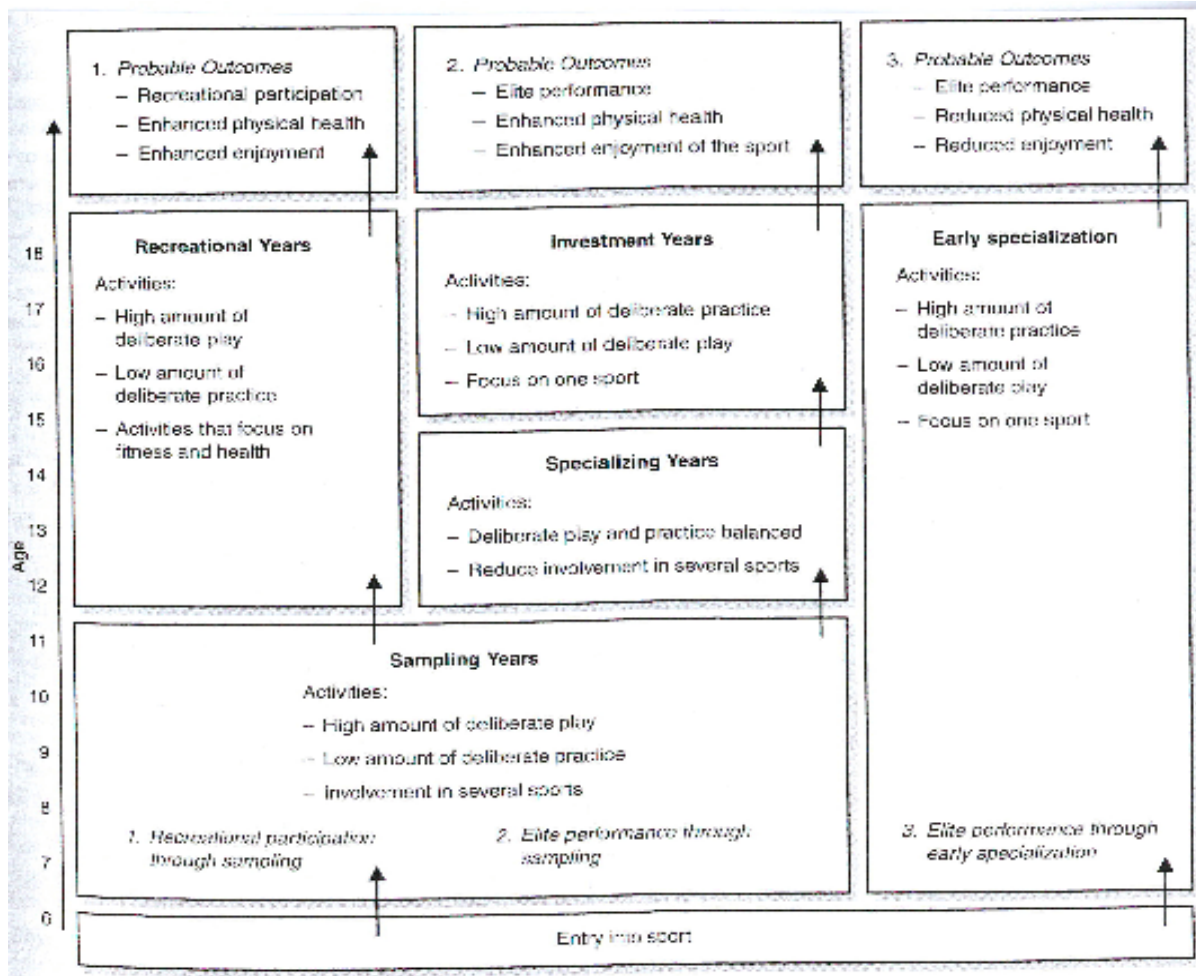 1. Probable Outcomes
– Recreational participation
– Enhanced physical health
– Enhanced enjoyment
2. Probable Outcomes
– Elite performance
– Enhanced physical health
– Enhanced enjoyment of the sport
3. Probable Outcomes
– Elite performance
– Reduced physical health
– Reduced enjoyment
Recreational Years
Activities:
– High amount of
deliberate play
– Low amount of
deliberate practice
– Activities that focus on
fitness and health
Investment Years
Activities:
– High amount of deliberate practice
– Low amount of deliberate play
– Focus on one sport
Specializing Years
Activities:
– Deliberate play and practice balanced
– Reduce involvement in several sports
Early specialization
Activities:
– High amount of
deliberate practice
– Low amount of
deliberate play
– Focus on one sport
Sampling Years
Activities:
– High amount of deliberate play
– Low amount of deliberate practice
– Involvement in several sports
1. Recreational participation
through sampling
2. Elite performance through
sampling
3. Elite performance through
early specialization
Entry into sport
Age
18
17
16
15
14
13
12
11
10
9
8
7
6